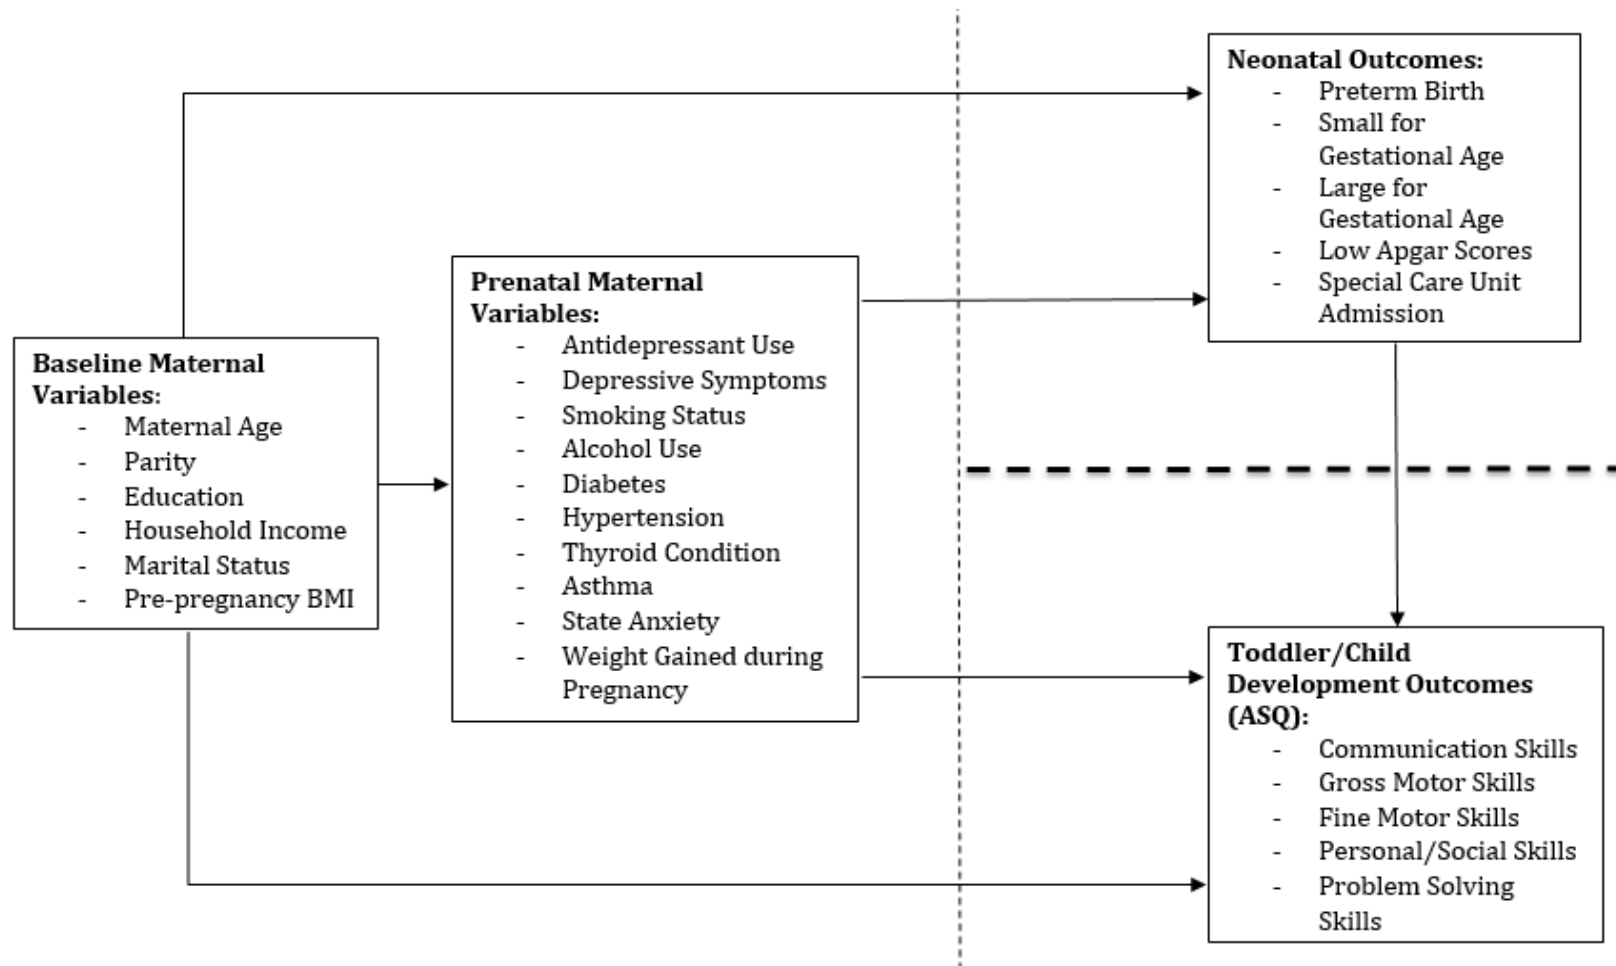 Baseline Maternal
Variables:
- Maternal Age
- Parity
- Education
- Household Income
- Marital Status
- Pre-pregnancy BMI
Prenatal Maternal
Variables:
- Antidepressant Use
- Depressive Symptoms
- Smoking Status
- Alcohol Use
- Diabetes
- Hypertension
- Thyroid Condition
- Asthma
- State Anxiety
- Weight Gained during
Pregnancy
Neonatal Outcomes:
- Preterm Birth
- Small for
Gestational Age
- Large for
Gestational Age
- Low Apgar Scores
- Special Care Unit
Admission
Toddler/Child
Development Outcomes
(ASQ):
- Communication Skills
- Gross Motor Skills
- Fine Motor Skills
- Personal/Social Skills
- Problem Solving
Skills